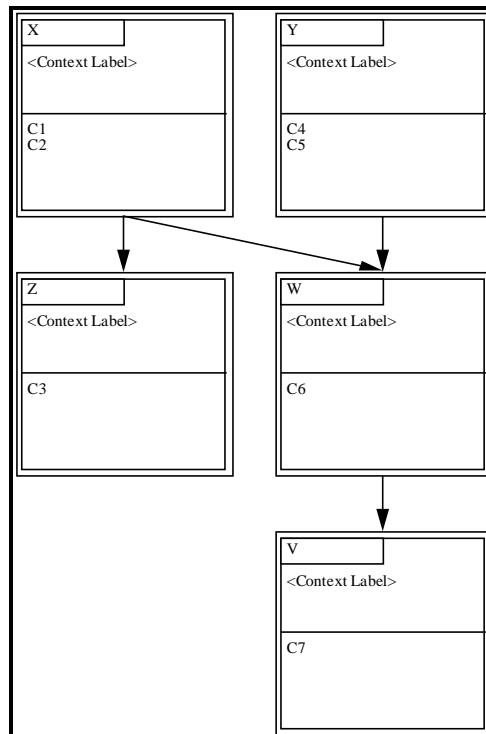 X
<Context Label>
C1
C2
Y
<Context Label>
C4
C5
Z
<Context Label>
C3
W
<Context Label>
C6
V
<Context Label>
C7